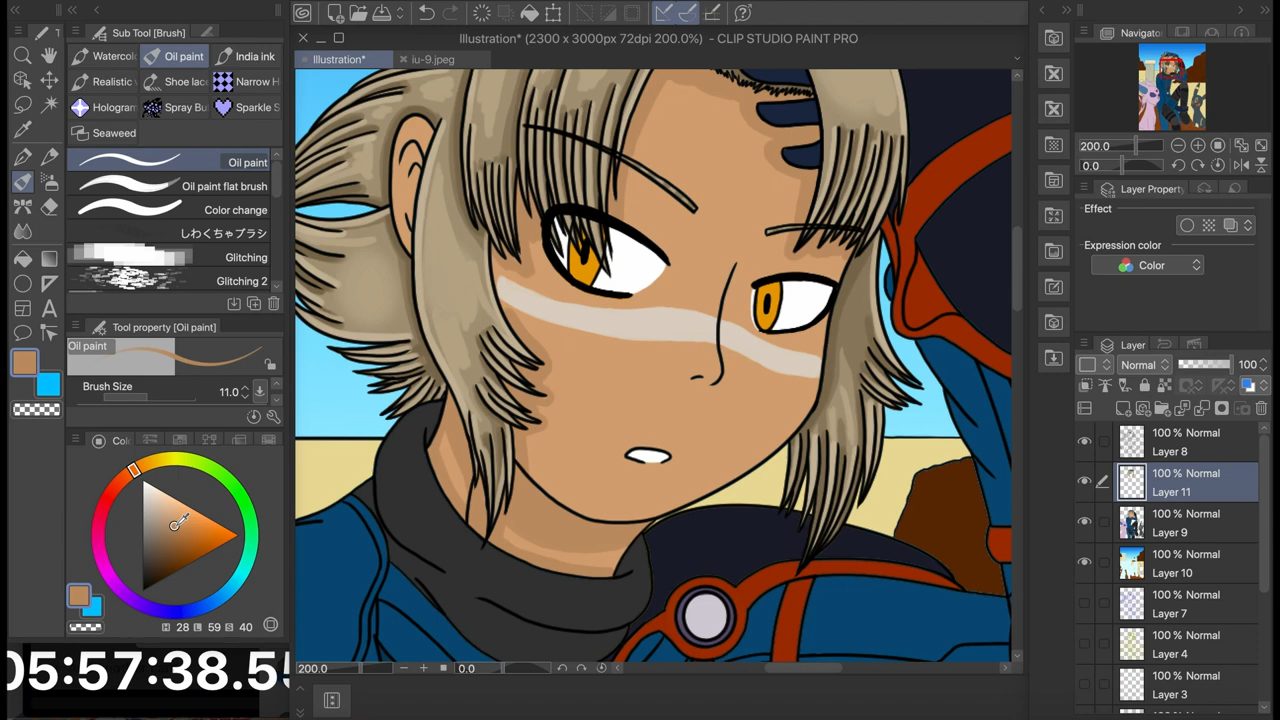 Illustration* (2300 x 3000px 72dpi 200.0%) - CLIP STUDIO PAINT PRO
Illustration*
iu-9.jpeg
Sub Tool [Brush]
Watercol
Oil paint
India ink
Realistic
Shoe lace
Narrow H
Hologram
Spray Bu
Sparkle S
Seaweed
Oil paint
Oil paint flat brush
Color change
しわくちゃブラシ
Glitching
Glitching 2
Tool property [Oil paint]
Oil paint
Brush Size
11.0
Col
H 28 L 59 S 40
05:57:38.55
200.0
0.0
Navigator
200.0
0.0
Layer Property
Effect
Expression color
Color
Layer
Normal
100
100 % Normal
Layer 8
100 % Normal
Layer 11
100 % Normal
Layer 9
100 % Normal
Layer 10
100 % Normal
Layer 7
100 % Normal
Layer 4
100 % Normal
Layer 3
100 % Normal